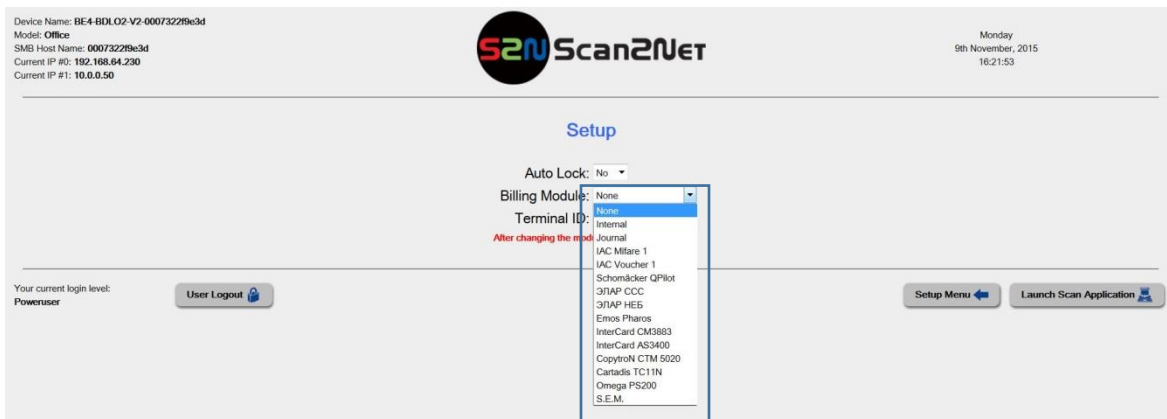 Device Name: BE4-BDLO2-V2-0007322f9e3d
Model: Office
SMB Host Name: 0007322f9e3d
Current IP #0: 192.168.64.230
Current IP #1: 10.0.0.50
S2N Scan2Net
Monday
9th November, 2015
16:21:53
Setup
Auto Lock: No
Billing Module: None
Terminal ID:
After changing the mod
None
Internal
Journal
IAC Mifare 1
IAC Voucher 1
Schomäcker QPilot
ЭЛАР ССС
ЭЛАР НЕБ
Emos Pharos
InterCard CM3883
InterCard AS3400
CopytroN CTM 5020
Cartadis TC11N
Omega PS200
S.E.M.
Your current login level:
Poweruser
User Logout
Setup Menu
Launch Scan Application